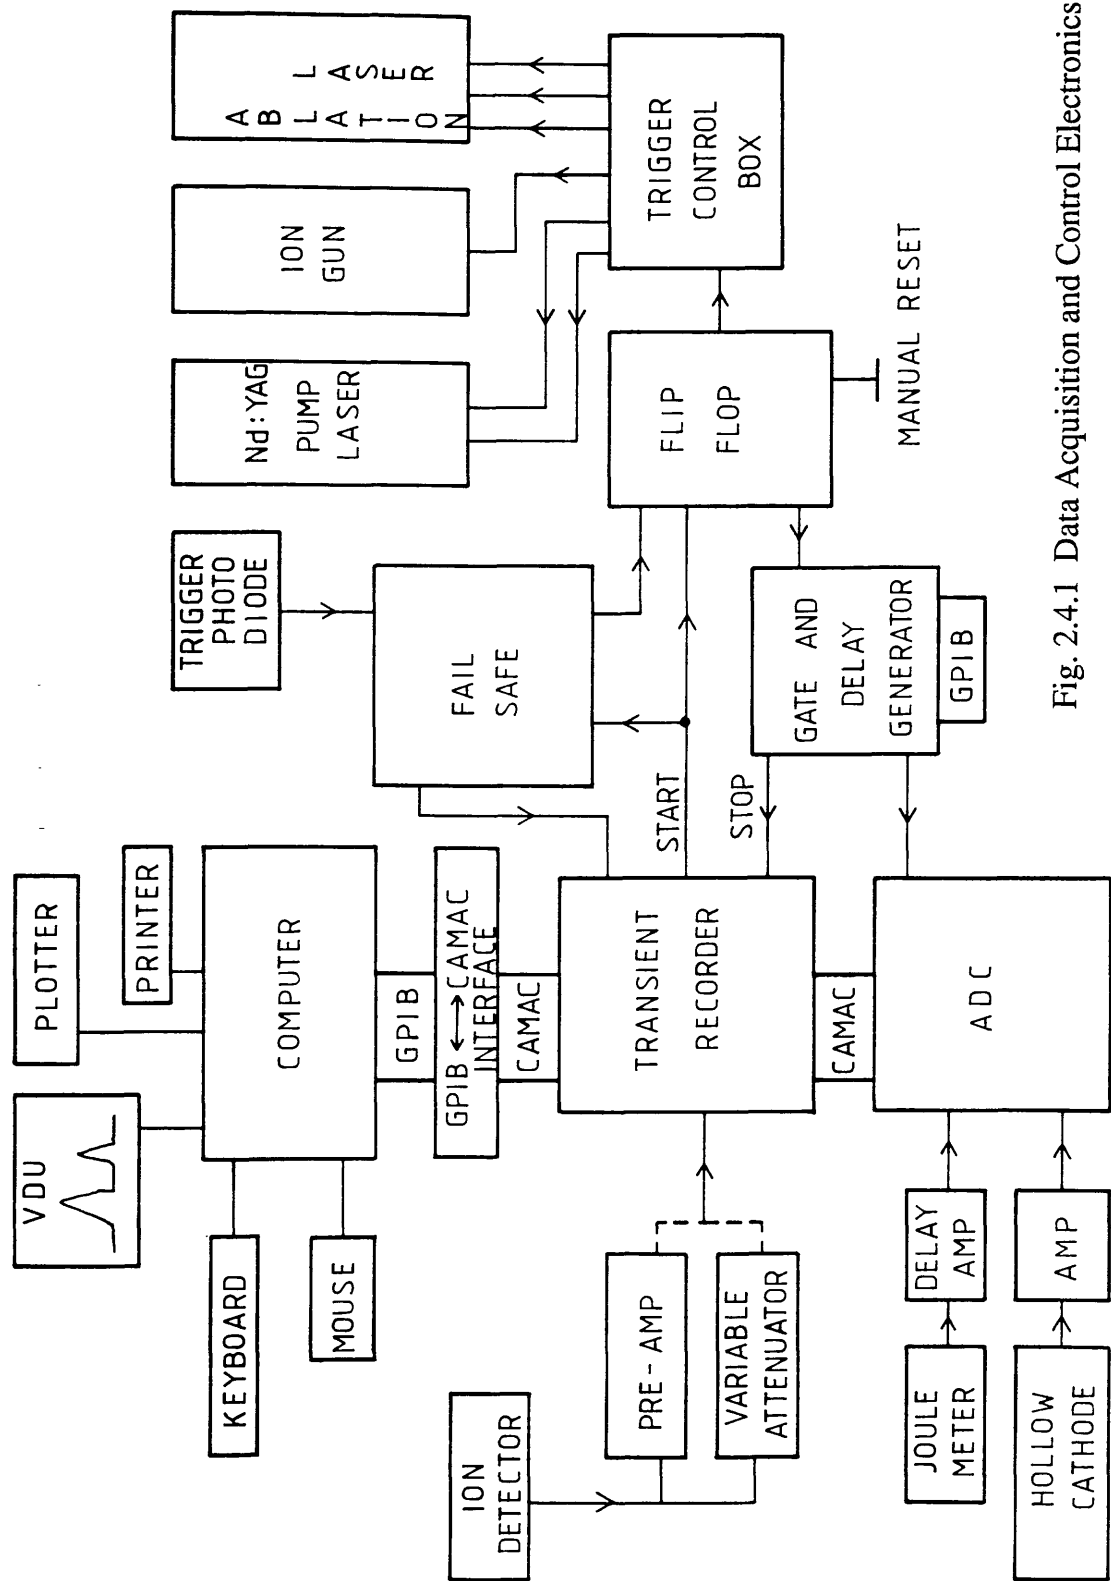 VDU
PLOTTER
PRINTER
KEYBOARD
MOUSE
COMPUTER
GPIB
GPIB ↔ CAMAC
INTERFACE
CAMAC
TRANSIENT
RECORDER
CAMAC
ADC
ION
DETECTOR
PRE-AMP
VARIABLE
ATTENUATOR
JOULE
METER
DELAY
AMP
HOLLOW
CATHODE
AMP
TRIGGER
PHOTO
DIODE
FAIL
SAFE
START
STOP
GATE AND
DELAY
GENERATOR
GPIB
FLIP
FLOP
MANUAL RESET
Nd:YAG
PUMP
LASER
ION
GUN
ABLATION
LASER
TRIGGER
CONTROL
BOX
Fig. 2.4.1 Data Acquisition and Control Electronics